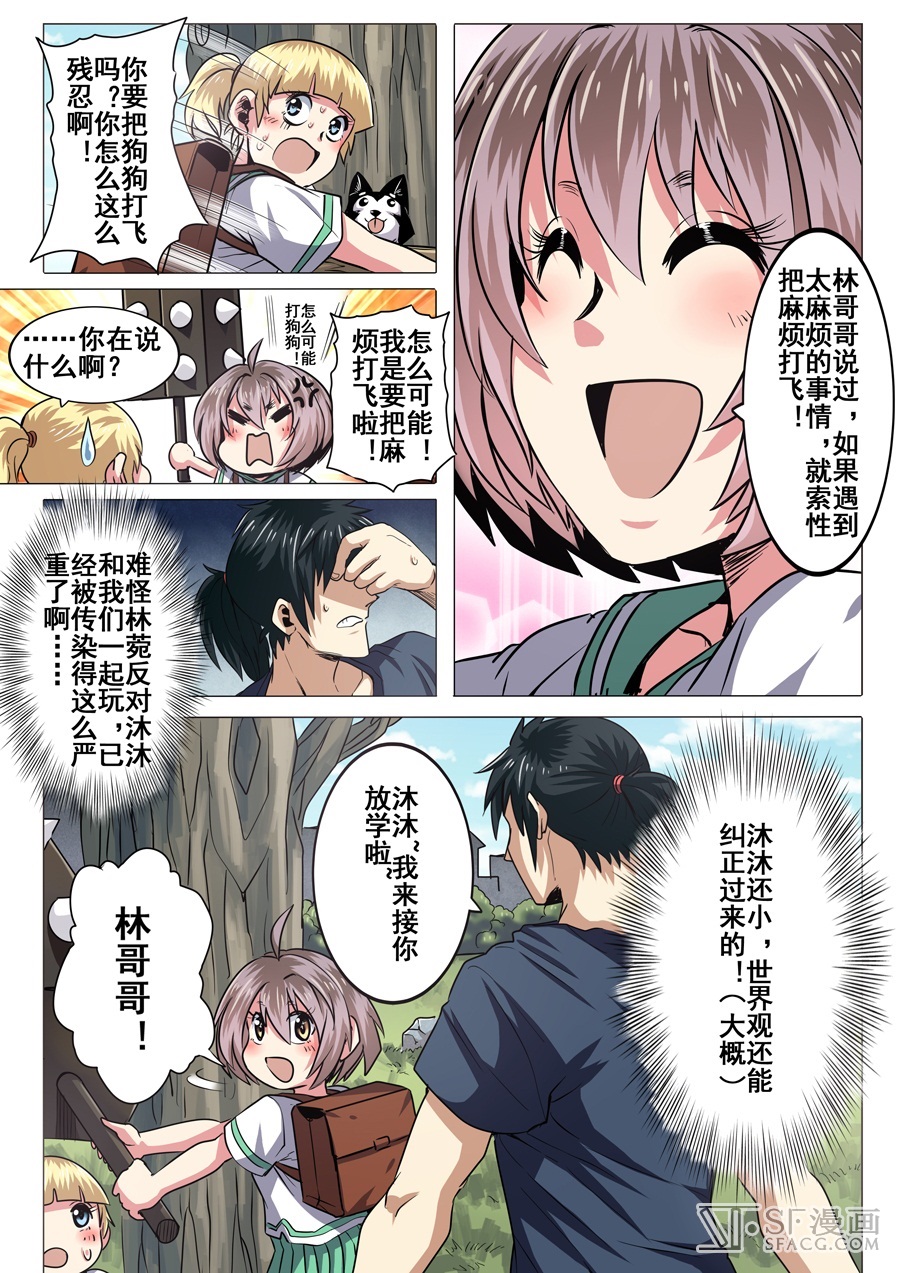 林哥哥说过，如果遇到
太麻烦的事情，就索性
把麻烦打飞！
你要把狗狗打飞
吗？你怎么这么
残忍啊！
怎么可能！
我是要把麻
烦打飞啦！
怎么可能
打狗狗！
……你在说
什么啊？
难怪林菀反对沐沐
和我们一起玩，已
经被传染得这么严
重了啊……
沐沐还小，世界观还能
纠正过来的！（大概）
沐沐~我来接你
放学啦~
林哥哥！
SF漫画
SFACG.COM